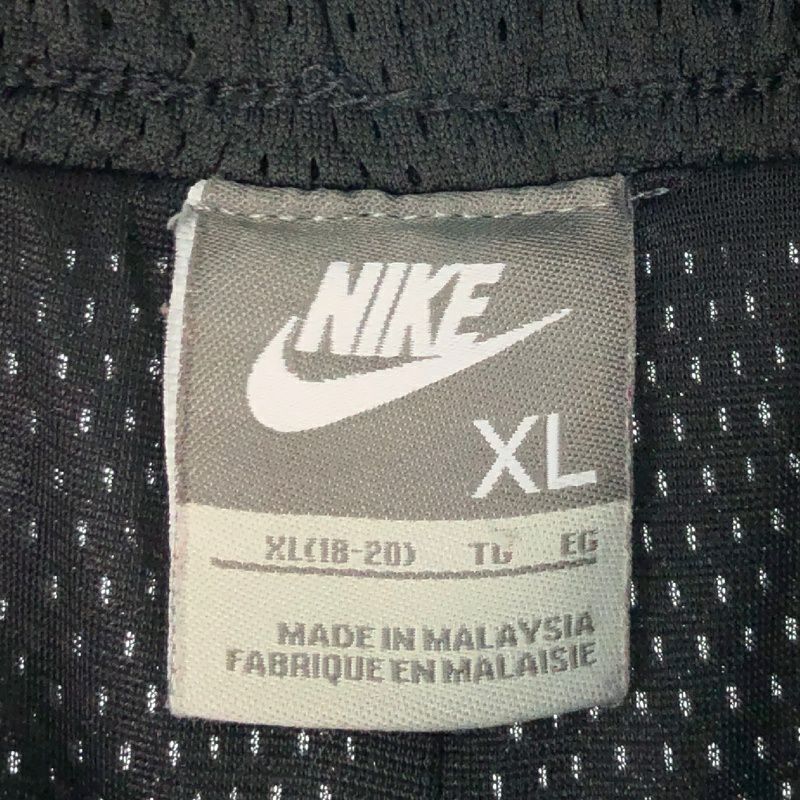 NIKE
XL
XL(18-20) TG EG
MADE IN MALAYSIA
FABRIQUE EN MALAISIE